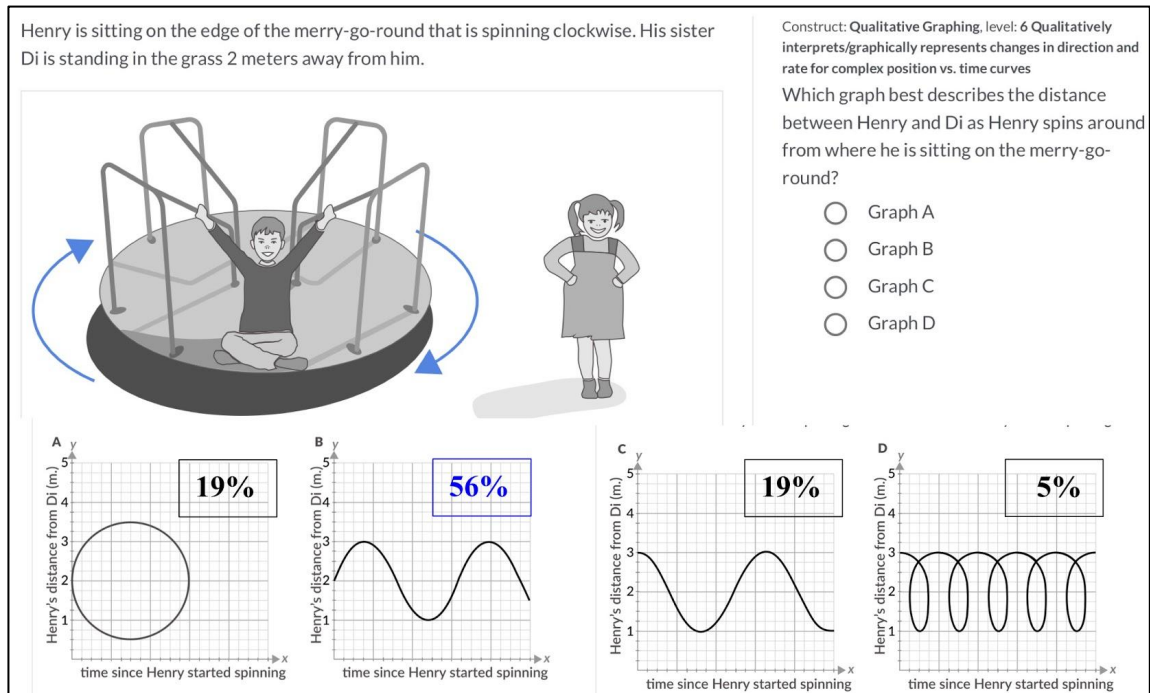 Henry is sitting on the edge of the merry-go-round that is spinning clockwise. His sister
Di is standing in the grass 2 meters away from him.
Construct: Qualitative Graphing, level: 6 Qualitatively
interprets/graphically represents changes in direction and
rate for complex position vs. time curves
Which graph best describes the distance
between Henry and Di as Henry spins around
from where he is sitting on the merry-go-
round?
Graph A
Graph B
Graph C
Graph D
A
y
5
4
3
2
1
Henry's distance from Di (m.)
19%
x
time since Henry started spinning
B
y
5
4
3
2
1
Henry's distance from Di (m.)
56%
x
time since Henry started spinning
C
y
5
4
3
2
1
Henry's distance from Di (m.)
19%
x
time since Henry started spinning
D
y
5
4
3
2
1
Henry's distance from Di (m.)
5%
x
time since Henry started spinning